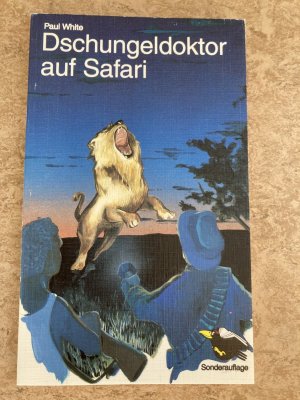 Paul White
Dschungeldoktor
auf Safari
Sonderauflage